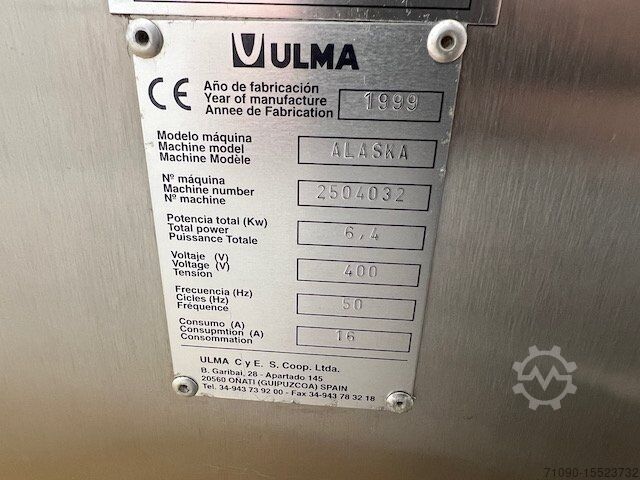 ULMA
CE
Año de fabricación
Year of manufacture
Annee de Fabrication
1999
Modelo máquina
Machine model
Machine Modèle
ALASKA
Nº máquina
Machine number
Nº machine
2504032
Potencia total (Kw)
Total power
Puissance Totale
6,4
Voltaje (V)
Voltage (V)
Tension
400
Frecuencia (Hz)
Cicles (Hz)
Fréquence
50
Consumo (A)
Consupmtion (A)
Consommation
16
ULMA C y E. S. Coop. Ltda.
B. Garibai, 28 - Apartado 145
20560 OÑATI (GUIPUZCOA) SPAIN
Tel. 34-943 73 92 00 - Fax 34-943 78 32 18
71090-15523732